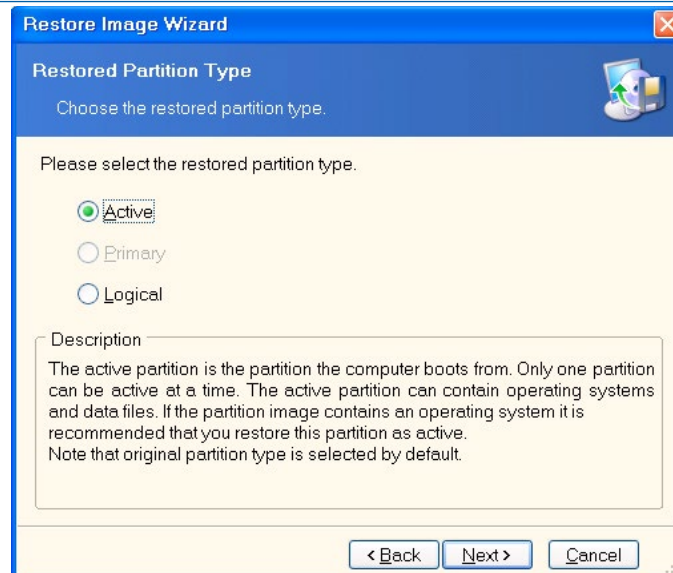 Restore Image Wizard
Restored Partition Type
Choose the restored partition type.
Please select the restored partition type.
Active
Primary
Logical
Description
The active partition is the partition the computer boots from. Only one partition
can be active at a time. The active partition can contain operating systems
and data files. If the partition image contains an operating system it is
recommended that you restore this partition as active.
Note that original partition type is selected by default.
< Back Next > Cancel